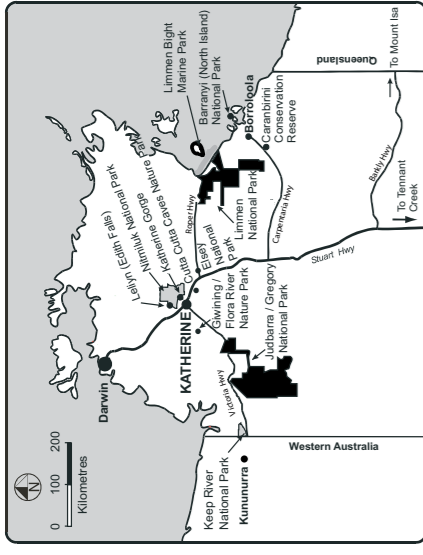 N
0 100 200
Kilometres
Darwin
Leliyn (Edith Falls)
Nitmiluk National Park
Katherine Gorge
Cutta Cutta Caves Nature Park
KATHERINE
Elsey
National
Park
Roper Hwy
Limmen Bight
Marine Park
Barranyi (North Island)
National Park
Borroloola
Caranbirini
Conservation
Reserve
Limmen
National Park
Carpentaria Hwy
Giwining /
Flora River
Nature Park
Judbarra / Gregory
National Park
Victoria Hwy
Keep River
National Park
Kununurra
Western Australia
Stuart Hwy
Barkly Hwy
Queensland
To Mount Isa
To Tennant
Creek